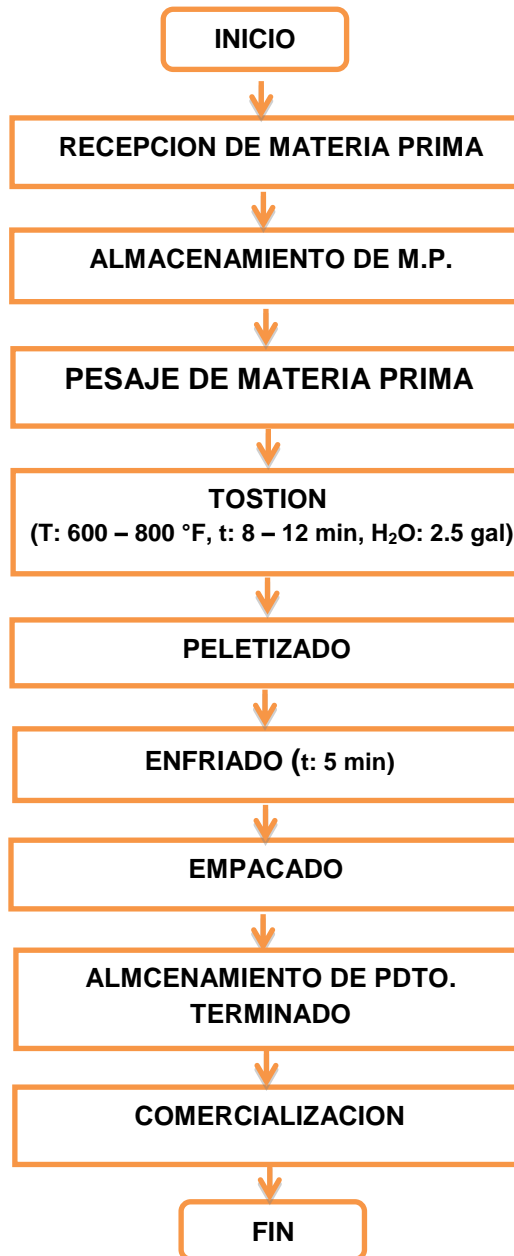 INICIO
RECEPCION DE MATERIA PRIMA
ALMACENAMIENTO DE M.P.
PESAJE DE MATERIA PRIMA
TOSTION
(T: 600 – 800 °F, t: 8 – 12 min, H₂O: 2.5 gal)
PELETIZADO
ENFRIADO (t: 5 min)
EMPACADO
ALMCENAMIENTO DE PDTO.
TERMINADO
COMERCIALIZACION
FIN